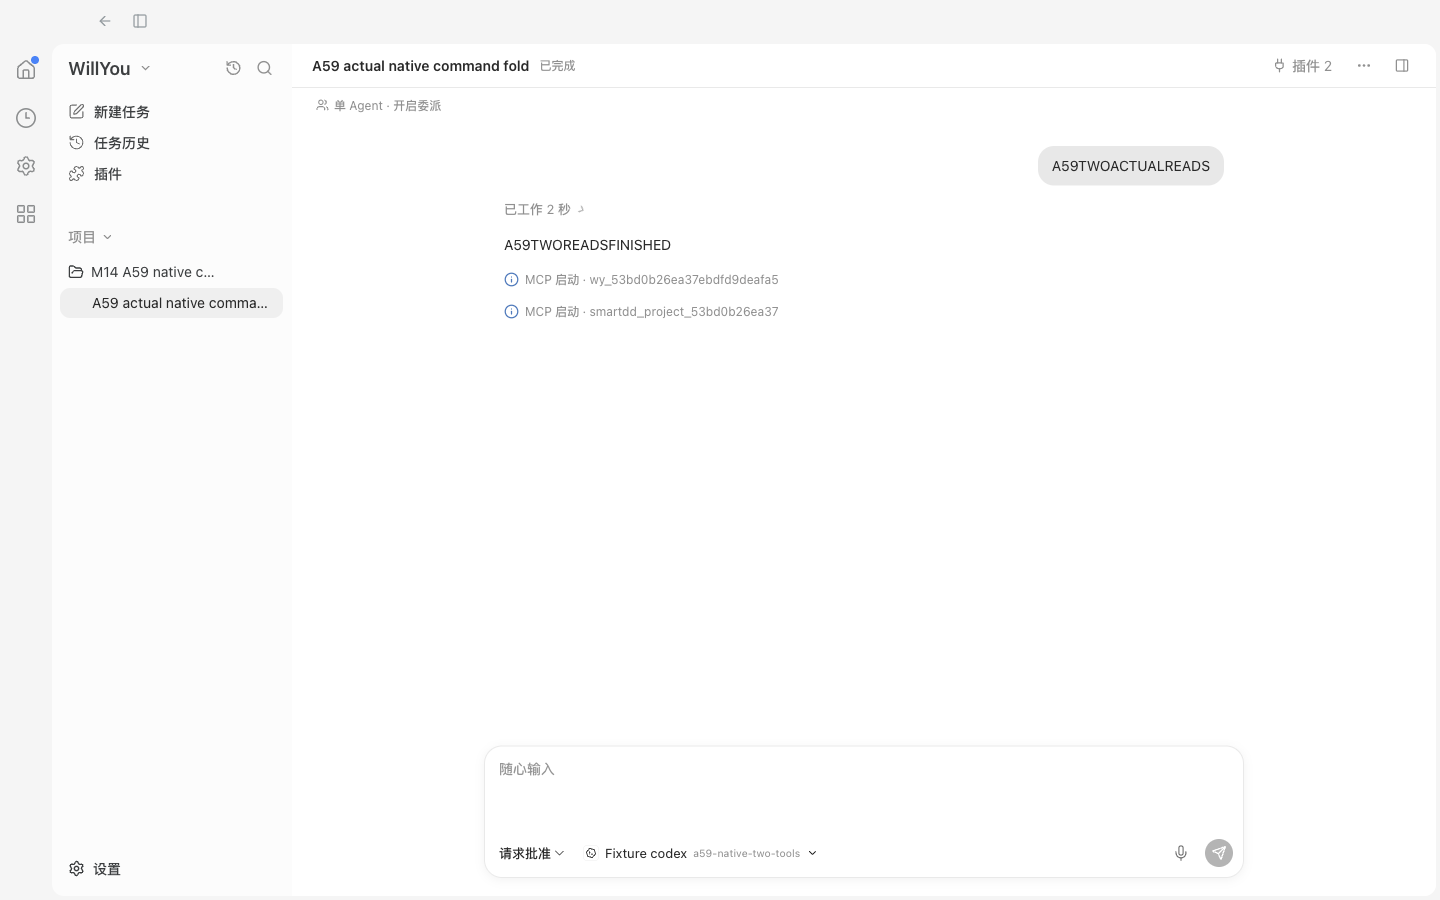 WillYou
新建任务
任务历史
插件
项目
M14 A59 native c...
A59 actual native comma...
设置
A59 actual native command fold 已完成
插件 2
单 Agent · 开启委派
A59TWOACTUALREADS
已工作 2 秒
A59TWOREADSFINISHED
MCP 启动 · wy_53bd0b26ea37ebdfd9deafa5
MCP 启动 · smartdd_project_53bd0b26ea37
随心输入
请求批准 Fixture codex a59-native-two-tools